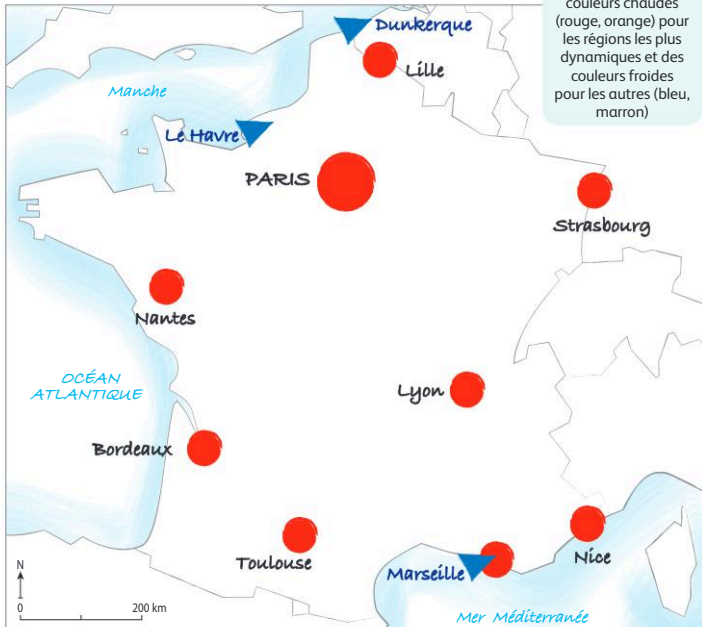 couleurs chaudes
(rouge, orange) pour
les régions les plus
dynamiques et des
couleurs froides
pour les autres (bleu,
marron)
Dunkerque
Lille
Manche
Le Havre
PARIS
Strasbourg
Nantes
OCÉAN
ATLANTIQUE
Lyon
Bordeaux
Toulouse
Marseille
Nice
N
0
200 km
Mer Méditerranée